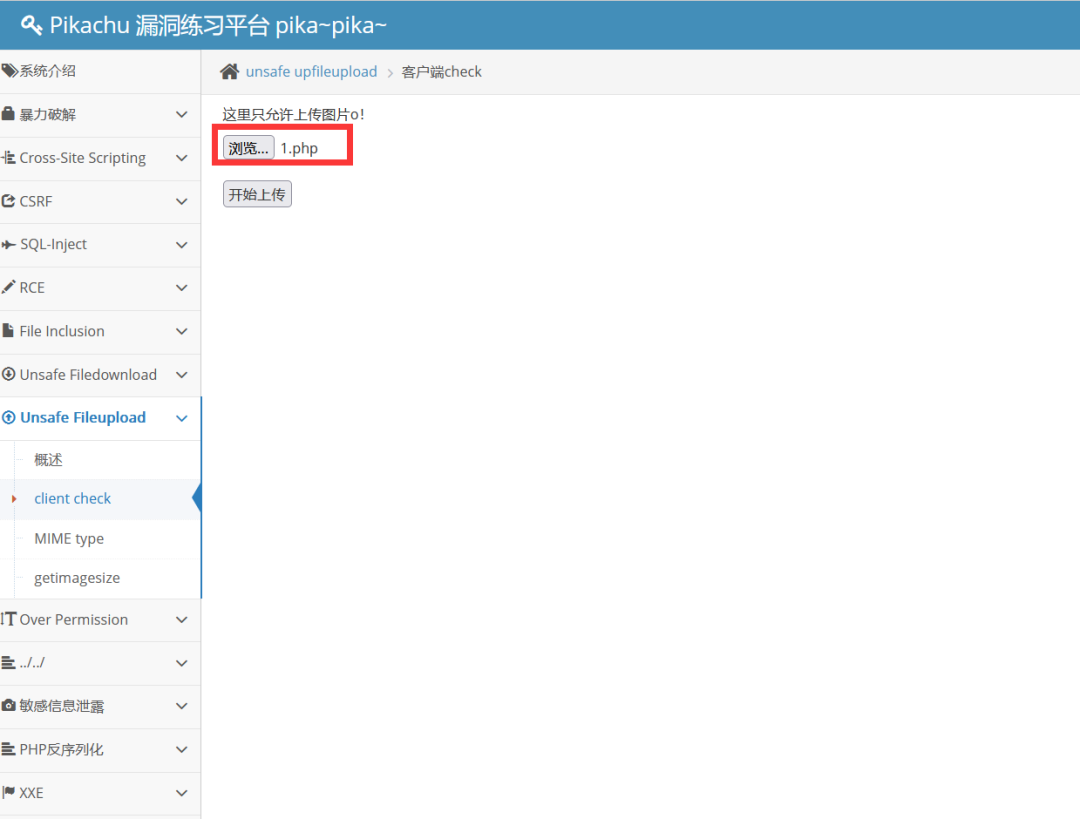 Pikachu 漏洞练习平台 pika~pika~
系统介绍
unsafe upfileupload > 客户端check
暴力破解
这里只允许上传图片o!
Cross-Site Scripting
浏览... 1.php
CSRF
开始上传
SQL-Inject
RCE
File Inclusion
Unsafe Filedownload
Unsafe Fileupload
概述
client check
MIME type
getimagesize
Over Permission
../../
敏感信息泄露
PHP反序列化
XXE